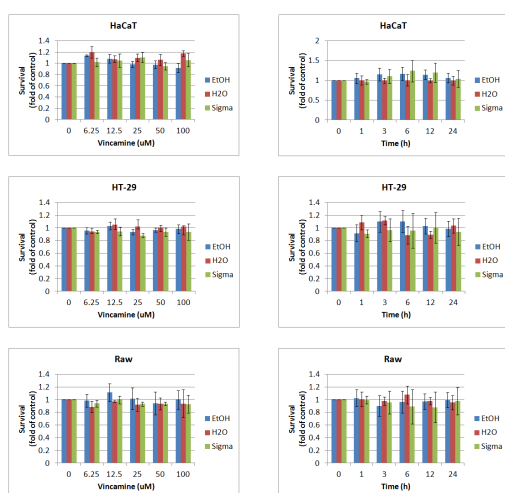 HaCaT
1.4
1.2
1
0.8
0.6
0.4
0.2
0
Survival
(fold of control)
0 6.25 12.5 25 50 100
Vincamine (uM)
EtOH
H2O
Sigma
HaCaT
2
1.5
1
0.5
0
Survival
(fold of control)
0 1 3 6 12 24
Time (h)
EtOH
H2O
Sigma
HT-29
1.4
1.2
1
0.8
0.6
0.4
0.2
0
Survival
(fold of control)
0 6.25 12.5 25 50 100
Vincamine (uM)
EtOH
H2O
Sigma
HT-29
1.4
1.2
1
0.8
0.6
0.4
0.2
0
Survival
(fold of control)
0 1 3 6 12 24
Time (h)
EtOH
H2O
Sigma
Raw
1.4
1.2
1
0.8
0.6
0.4
0.2
0
Survival
(fold of control)
0 6.25 12.5 25 50 100
Vincamine (uM)
EtOH
H2O
Sigma
Raw
1.4
1.2
1
0.8
0.6
0.4
0.2
0
Survival
(fold of control)
0 1 3 6 12 24
Time (h)
EtOH
H2O
Sigma